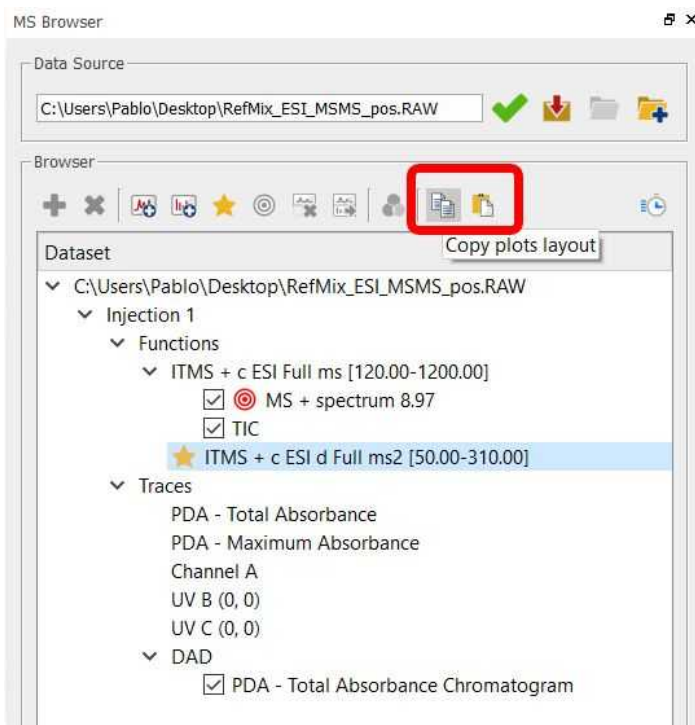 MS Browser
Data Source
C:\Users\Pablo\Desktop\RefMix_ESI_MSMS_pos.RAW
Browser
Copy plots layout
Dataset
C:\Users\Pablo\Desktop\RefMix_ESI_MSMS_pos.RAW
Injection 1
Functions
ITMS + c ESI Full ms [120.00-1200.00]
MS + spectrum 8.97
TIC
ITMS + c ESI d Full ms2 [50.00-310.00]
Traces
PDA - Total Absorbance
PDA - Maximum Absorbance
Channel A
UV B (0, 0)
UV C (0, 0)
DAD
PDA - Total Absorbance Chromatogram